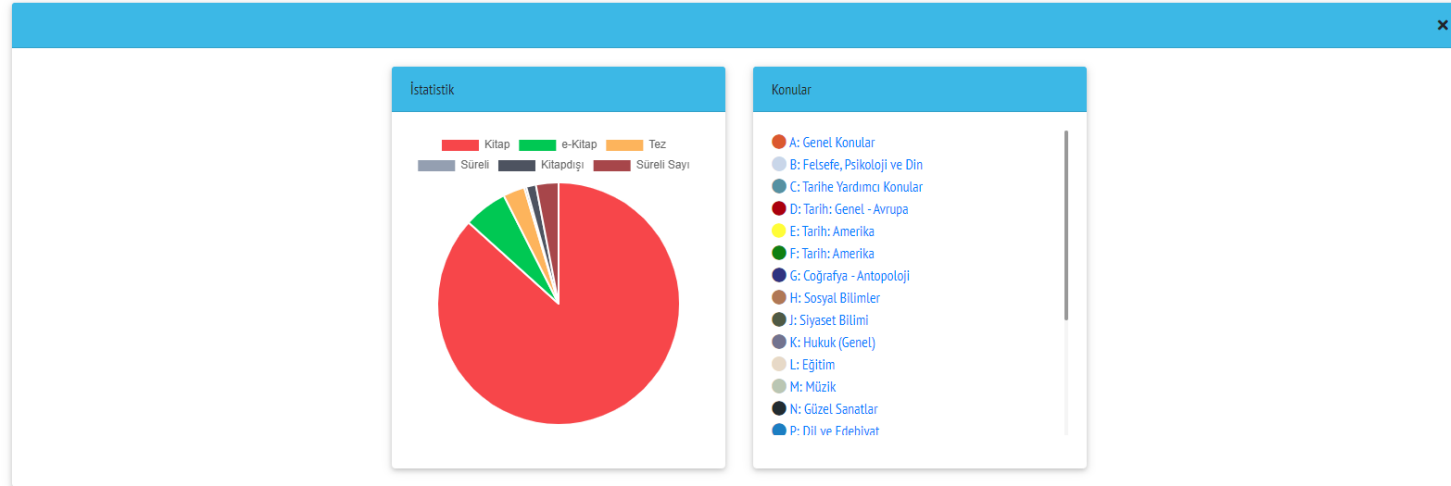 ×
İstatistik
Kitap e-Kitap Tez
Süreli Kitapdışı Süreli Sayı
Konular
A: Genel Konular
B: Felsefe, Psikoloji ve Din
C: Tarihe Yardımcı Konular
D: Tarih: Genel - Avrupa
E: Tarih: Amerika
F: Tarih: Amerika
G: Coğrafya - Antopoloji
H: Sosyal Bilimler
J: Siyaset Bilimi
K: Hukuk (Genel)
L: Eğitim
M: Müzik
N: Güzel Sanatlar
P: Dil ve Edebiyat